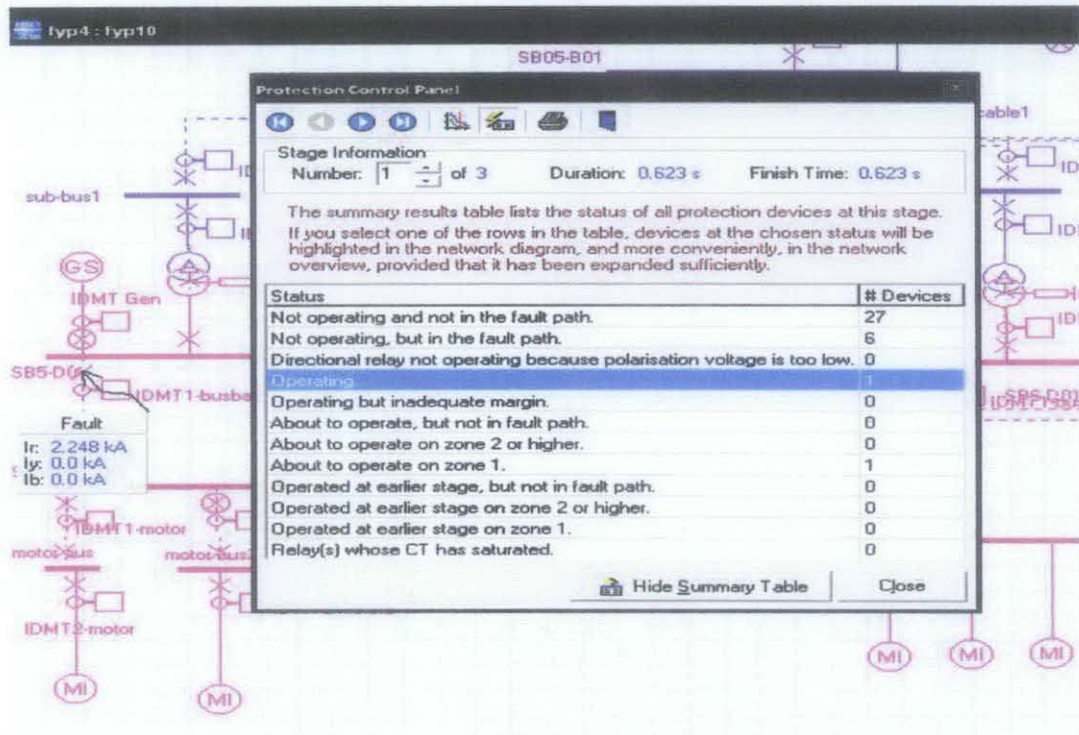 fyp4 : fyp10
SB05-B01
Protection Control Panel
cable1
Stage Information
Number: 1 of 3 Duration: 0.623 s Finish Time: 0.623 s
sub-bus1
The summary results table lists the status of all protection devices at this stage.
If you select one of the rows in the table, devices at the chosen status will be
highlighted in the network diagram, and more conveniently, in the network
overview, provided that it has been expanded sufficiently.
GS
IDMT Gen
Status # Devices
Not operating and not in the fault path. 27
Not operating, but in the fault path. 6
Directional relay not operating because polarisation voltage is too low. 0
Operating 1
Operating but inadequate margin. 0
About to operate, but not in fault path. 0
About to operate on zone 2 or higher. 0
About to operate on zone 1. 1
Operated at earlier stage, but not in fault path. 0
Operated at earlier stage on zone 2 or higher. 0
Operated at earlier stage on zone 1. 0
Relay(s) whose CT has saturated. 0
IDMT1-busba
Fault
Ir: 2.248 kA
Iy: 0.0 kA
Ib: 0.0 kA
IDMT1-motor
motor-bus
Hide Summary Table Close
IDMT2-motor
MI MI MI MI MI